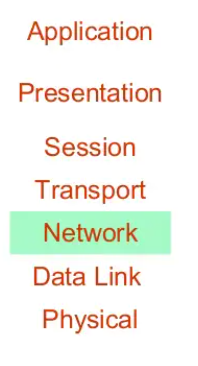 Application
Presentation
Session
Transport
Network
Data Link
Physical